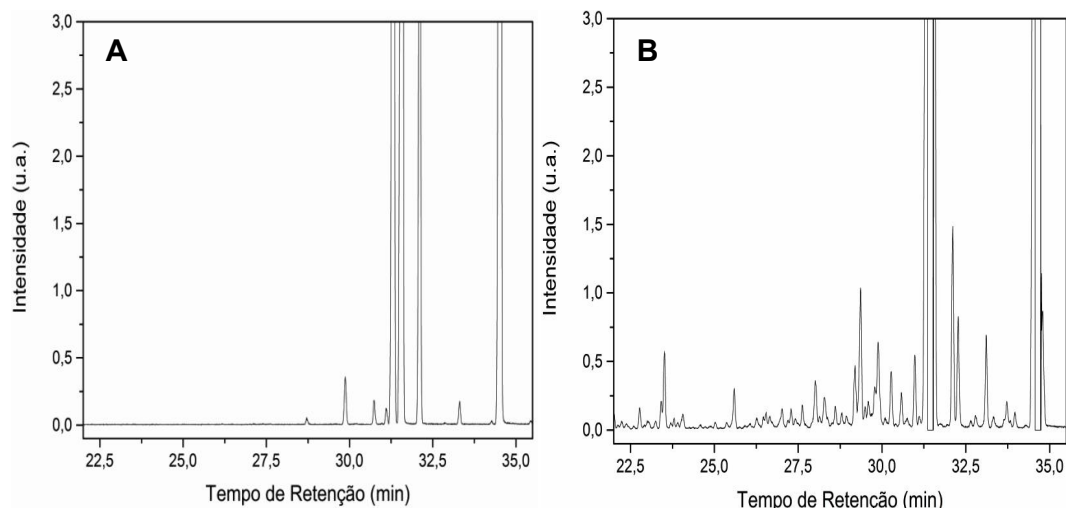 A
Intensidade (u.a.)
3,0
2,5
2,0
1,5
1,0
0,5
0,0
22,5 25,0 27,5 30,0 32,5 35,0
Tempo de Retenção (min)
B
Intensidade (u.a.)
3,0
2,5
2,0
1,5
1,0
0,5
0,0
22,5 25,0 27,5 30,0 32,5 35,0
Tempo de Retenção (min)